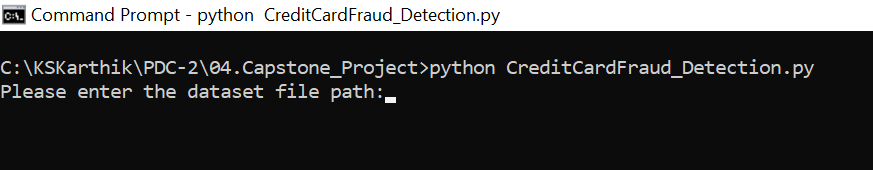 Command Prompt - python  CreditCardFraud_Detection.py
C:\KSKarthik\PDC-2\04.Capstone_Project>python CreditCardFraud_Detection.py
Please enter the dataset file path: